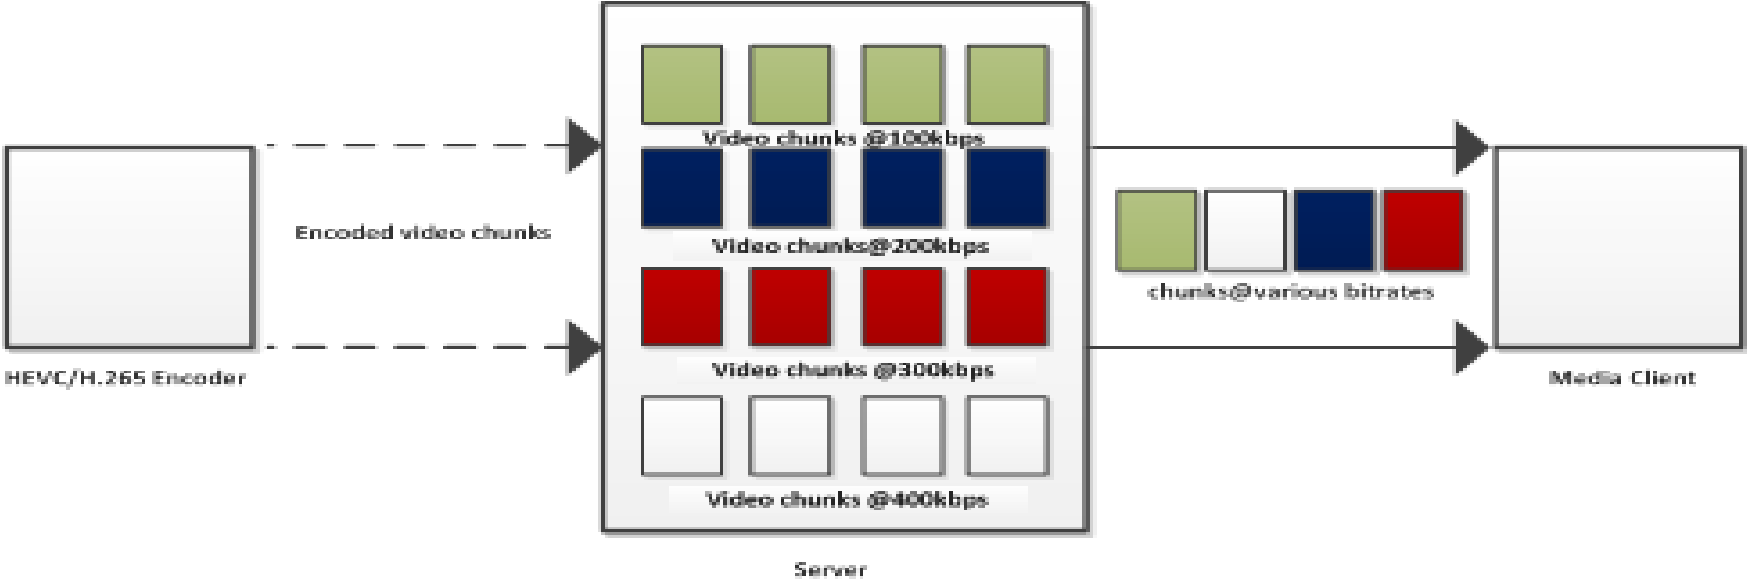 Video chunks @100kbps
Encoded video chunks
Video chunks@200kbps
chunks@various bitrates
HEVC/H.265 Encoder
Video chunks @300kbps
Media Client
Video chunks @400kbps
Server